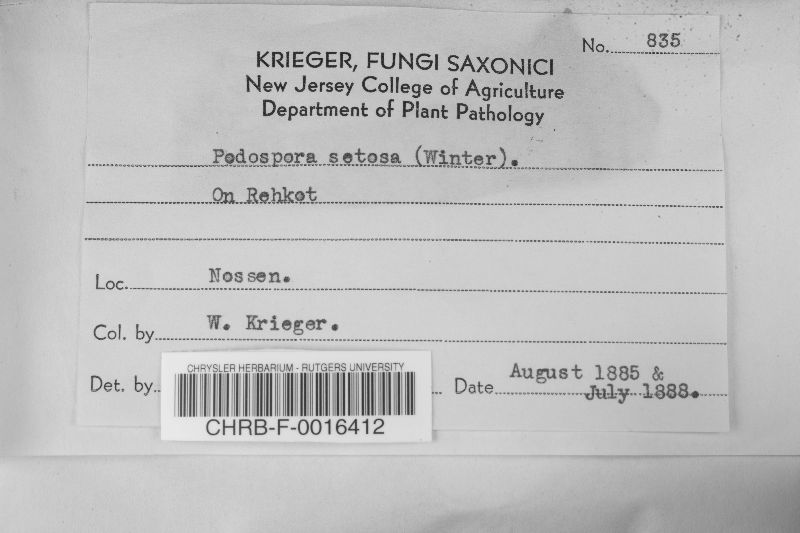 No. 835
KRIEGER, FUNGI SAXONICI
New Jersey College of Agriculture
Department of Plant Pathology
Podospora setosa (Winter).
On Rehkot
Loc. Nossen.
Col. by W. Krieger.
Det. by
Date August 1885 &
July 1888.
CHRYSLER HERBARIUM - RUTGERS UNIVERSITY
CHRB-F-0016412